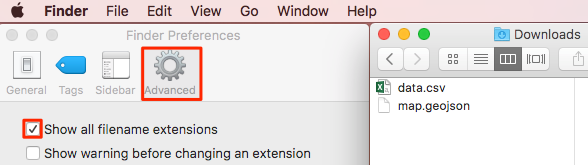 Finder File Edit View Go Window Help
Finder Preferences
General Tags Sidebar Advanced
Show all filename extensions
Show warning before changing an extension
Downloads
data.csv
map.geojson